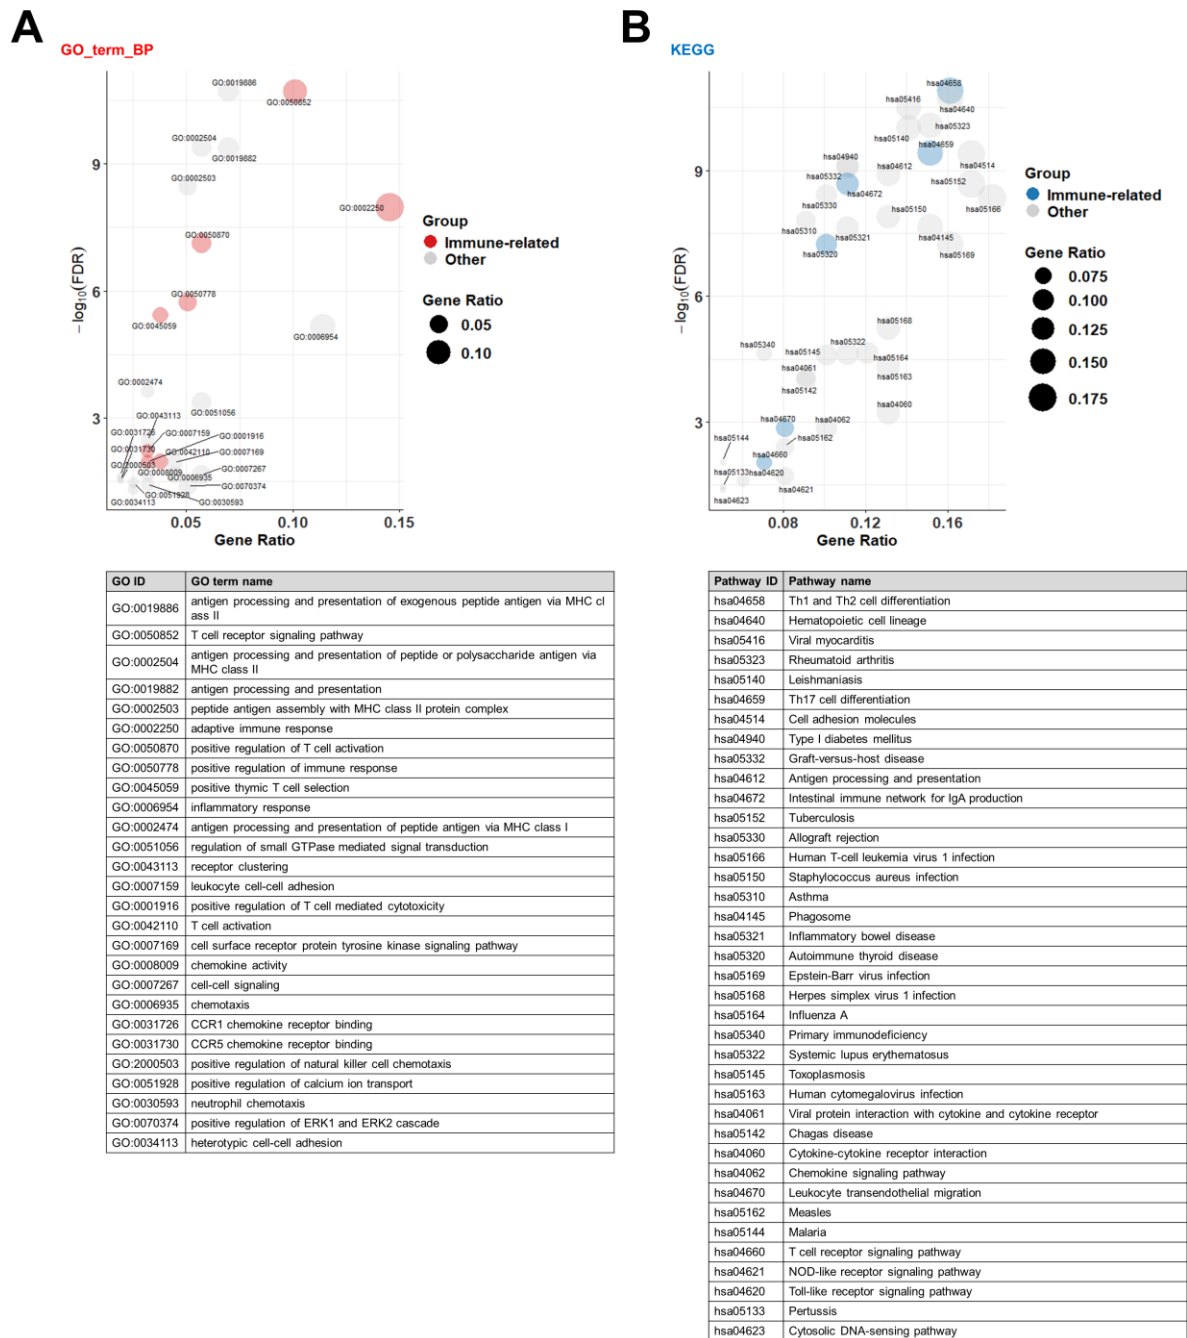 A
GO_term_BP
GO:0019886
GO:0050852
GO:0002504
GO:0019882
GO:0002503
GO:0002250
GO:0050870
GO:0050778
GO:0045059
GO:0006954
GO:0002474
GO:0051056
GO:0043113
GO:0031726
GO:0007159
GO:0001916
GO:0031730
GO:0042110
GO:0007169
GO:2000503
GO:0008009
GO:0006935
GO:0007267
GO:0070374
GO:0051928
GO:0034113
GO:0030593
9
6
3
−log10(FDR)
0.05
0.10
0.15
Gene Ratio
Group
Immune-related
Other
Gene Ratio
0.05
0.10
B
KEGG
hsa04658
hsa05416
hsa04640
hsa05323
hsa05140
hsa04659
hsa04940
hsa04612
hsa04514
hsa05332
hsa04672
hsa05152
hsa05330
hsa05150
hsa05166
hsa05310
hsa05321
hsa04145
hsa05320
hsa05169
hsa05168
hsa05340
hsa05145
hsa05322
hsa05164
hsa04061
hsa05163
hsa05142
hsa04060
hsa04670
hsa04062
hsa05144
hsa05162
hsa04660
hsa05133
hsa04620
hsa04621
hsa04623
9
6
3
−log10(FDR)
0.08
0.12
0.16
Gene Ratio
Group
Immune-related
Other
Gene Ratio
0.075
0.100
0.125
0.150
0.175
GO ID GO term name
GO:0019886 antigen processing and presentation of exogenous peptide antigen via MHC cl
ass II
GO:0050852 T cell receptor signaling pathway
GO:0002504 antigen processing and presentation of peptide or polysaccharide antigen via
MHC class II
GO:0019882 antigen processing and presentation
GO:0002503 peptide antigen assembly with MHC class II protein complex
GO:0002250 adaptive immune response
GO:0050870 positive regulation of T cell activation
GO:0050778 positive regulation of immune response
GO:0045059 positive thymic T cell selection
GO:0006954 inflammatory response
GO:0002474 antigen processing and presentation of peptide antigen via MHC class I
GO:0051056 regulation of small GTPase mediated signal transduction
GO:0043113 receptor clustering
GO:0007159 leukocyte cell-cell adhesion
GO:0001916 positive regulation of T cell mediated cytotoxicity
GO:0042110 T cell activation
GO:0007169 cell surface receptor protein tyrosine kinase signaling pathway
GO:0008009 chemokine activity
GO:0007267 cell-cell signaling
GO:0006935 chemotaxis
GO:0031726 CCR1 chemokine receptor binding
GO:0031730 CCR5 chemokine receptor binding
GO:2000503 positive regulation of natural killer cell chemotaxis
GO:0051928 positive regulation of calcium ion transport
GO:0030593 neutrophil chemotaxis
GO:0070374 positive regulation of ERK1 and ERK2 cascade
GO:0034113 heterotypic cell-cell adhesion
Pathway ID Pathway name
hsa04658 Th1 and Th2 cell differentiation
hsa04640 Hematopoietic cell lineage
hsa05416 Viral myocarditis
hsa05323 Rheumatoid arthritis
hsa05140 Leishmaniasis
hsa04659 Th17 cell differentiation
hsa04514 Cell adhesion molecules
hsa04940 Type I diabetes mellitus
hsa05332 Graft-versus-host disease
hsa04612 Antigen processing and presentation
hsa04672 Intestinal immune network for IgA production
hsa05152 Tuberculosis
hsa05330 Allograft rejection
hsa05166 Human T-cell leukemia virus 1 infection
hsa05150 Staphylococcus aureus infection
hsa05310 Asthma
hsa04145 Phagosome
hsa05321 Inflammatory bowel disease
hsa05320 Autoimmune thyroid disease
hsa05169 Epstein-Barr virus infection
hsa05168 Herpes simplex virus 1 infection
hsa05164 Influenza A
hsa05340 Primary immunodeficiency
hsa05322 Systemic lupus erythematosus
hsa05145 Toxoplasmosis
hsa05163 Human cytomegalovirus infection
hsa04061 Viral protein interaction with cytokine and cytokine receptor
hsa05142 Chagas disease
hsa04060 Cytokine-cytokine receptor interaction
hsa04062 Chemokine signaling pathway
hsa04670 Leukocyte transendothelial migration
hsa05162 Measles
hsa05144 Malaria
hsa04660 T cell receptor signaling pathway
hsa04621 NOD-like receptor signaling pathway
hsa04620 Toll-like receptor signaling pathway
hsa05133 Pertussis
hsa04623 Cytosolic DNA-sensing pathway